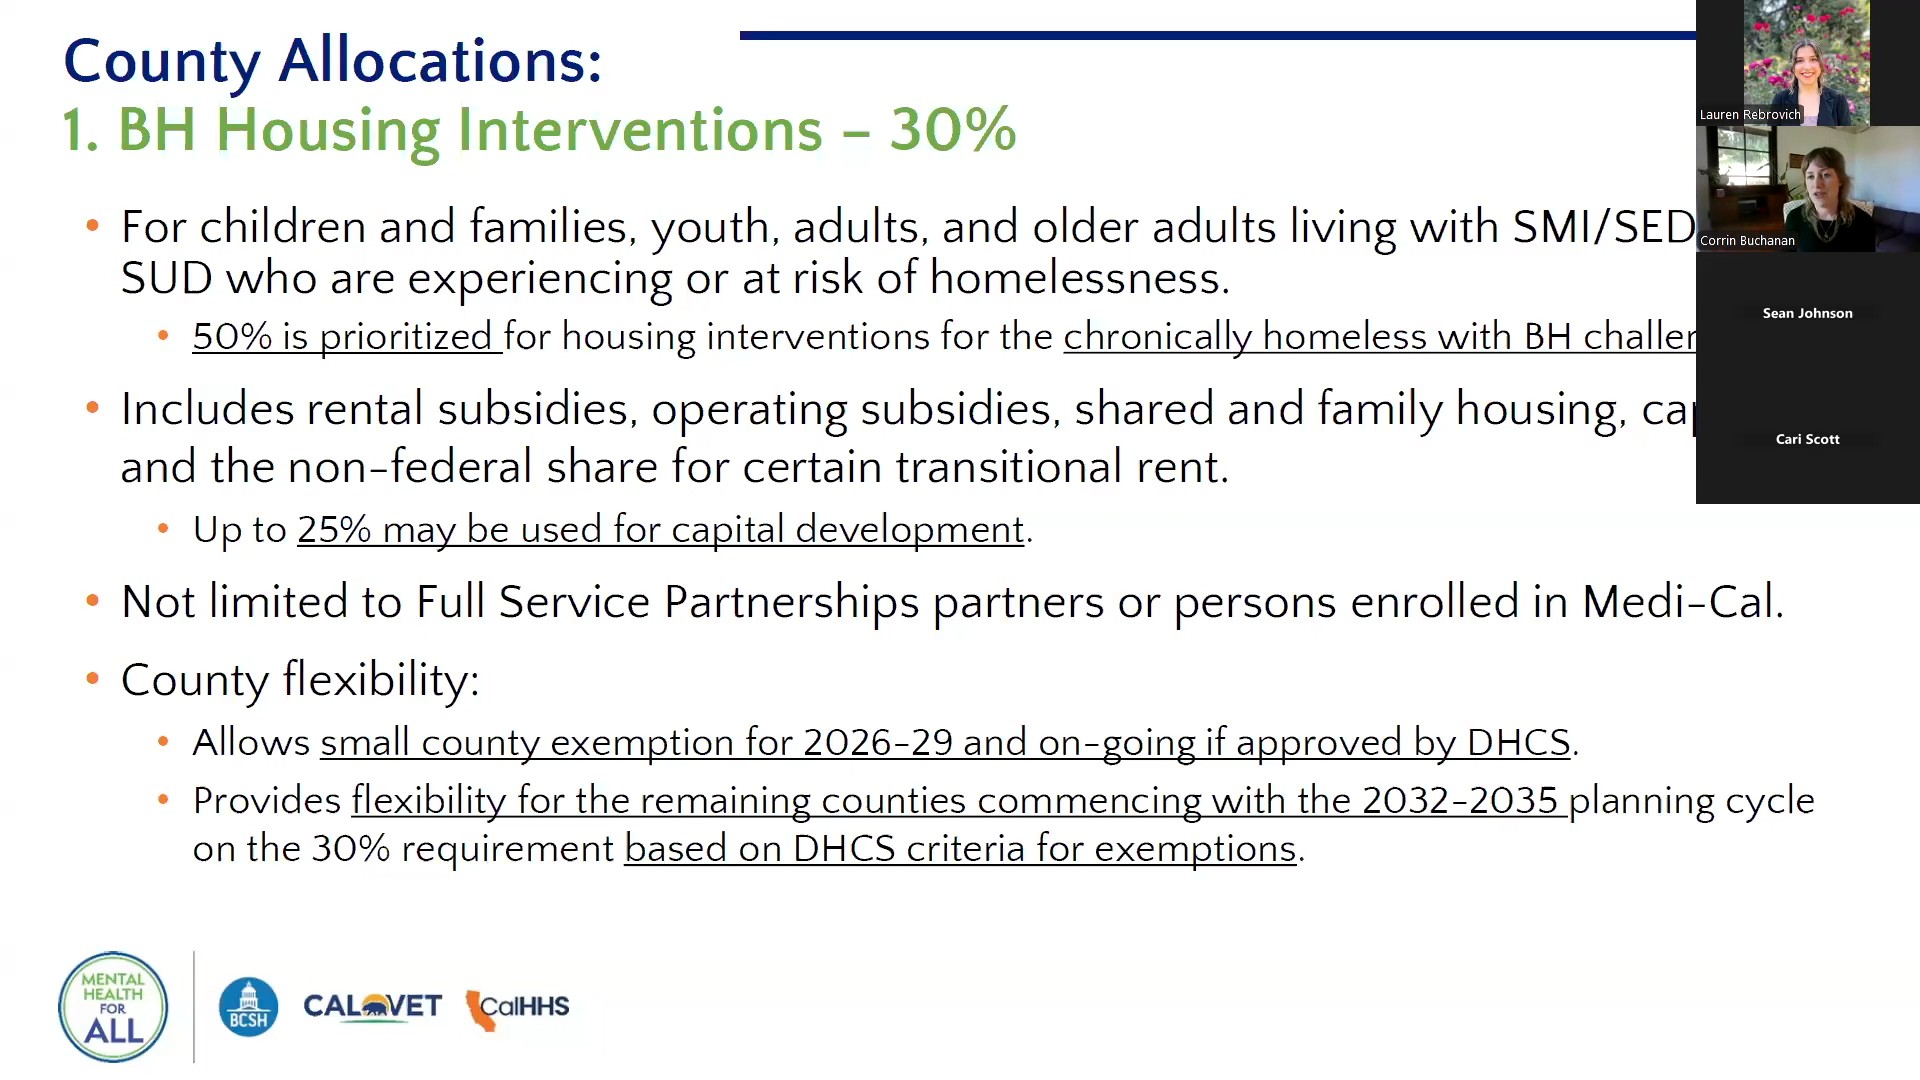 County Allocations:
1. BH Housing Interventions – 30%
• For children and families, youth, adults, and older adults living with SMI/SED
SUD who are experiencing or at risk of homelessness.
• 50% is prioritized for housing interventions for the chronically homeless with BH
• Includes rental subsidies, operating subsidies, shared and family housing,
and the non-federal share for certain transitional rent.
• Up to 25% may be used for capital development.
• Not limited to Full Service Partnerships partners or persons enrolled in Medi-Cal.
• County flexibility:
• Allows small county exemption for 2026-29 and on-going if approved by DHCS.
• Provides flexibility for the remaining counties commencing with the 2032-2035 planning cycle
on the 30% requirement based on DHCS criteria for exemptions.
Lauren Rebrovich
Corrin Buchanan
Sean Johnson
Cari Scott
MENTAL
HEALTH
FOR
ALL
BCSH
CALVET
CalHHS